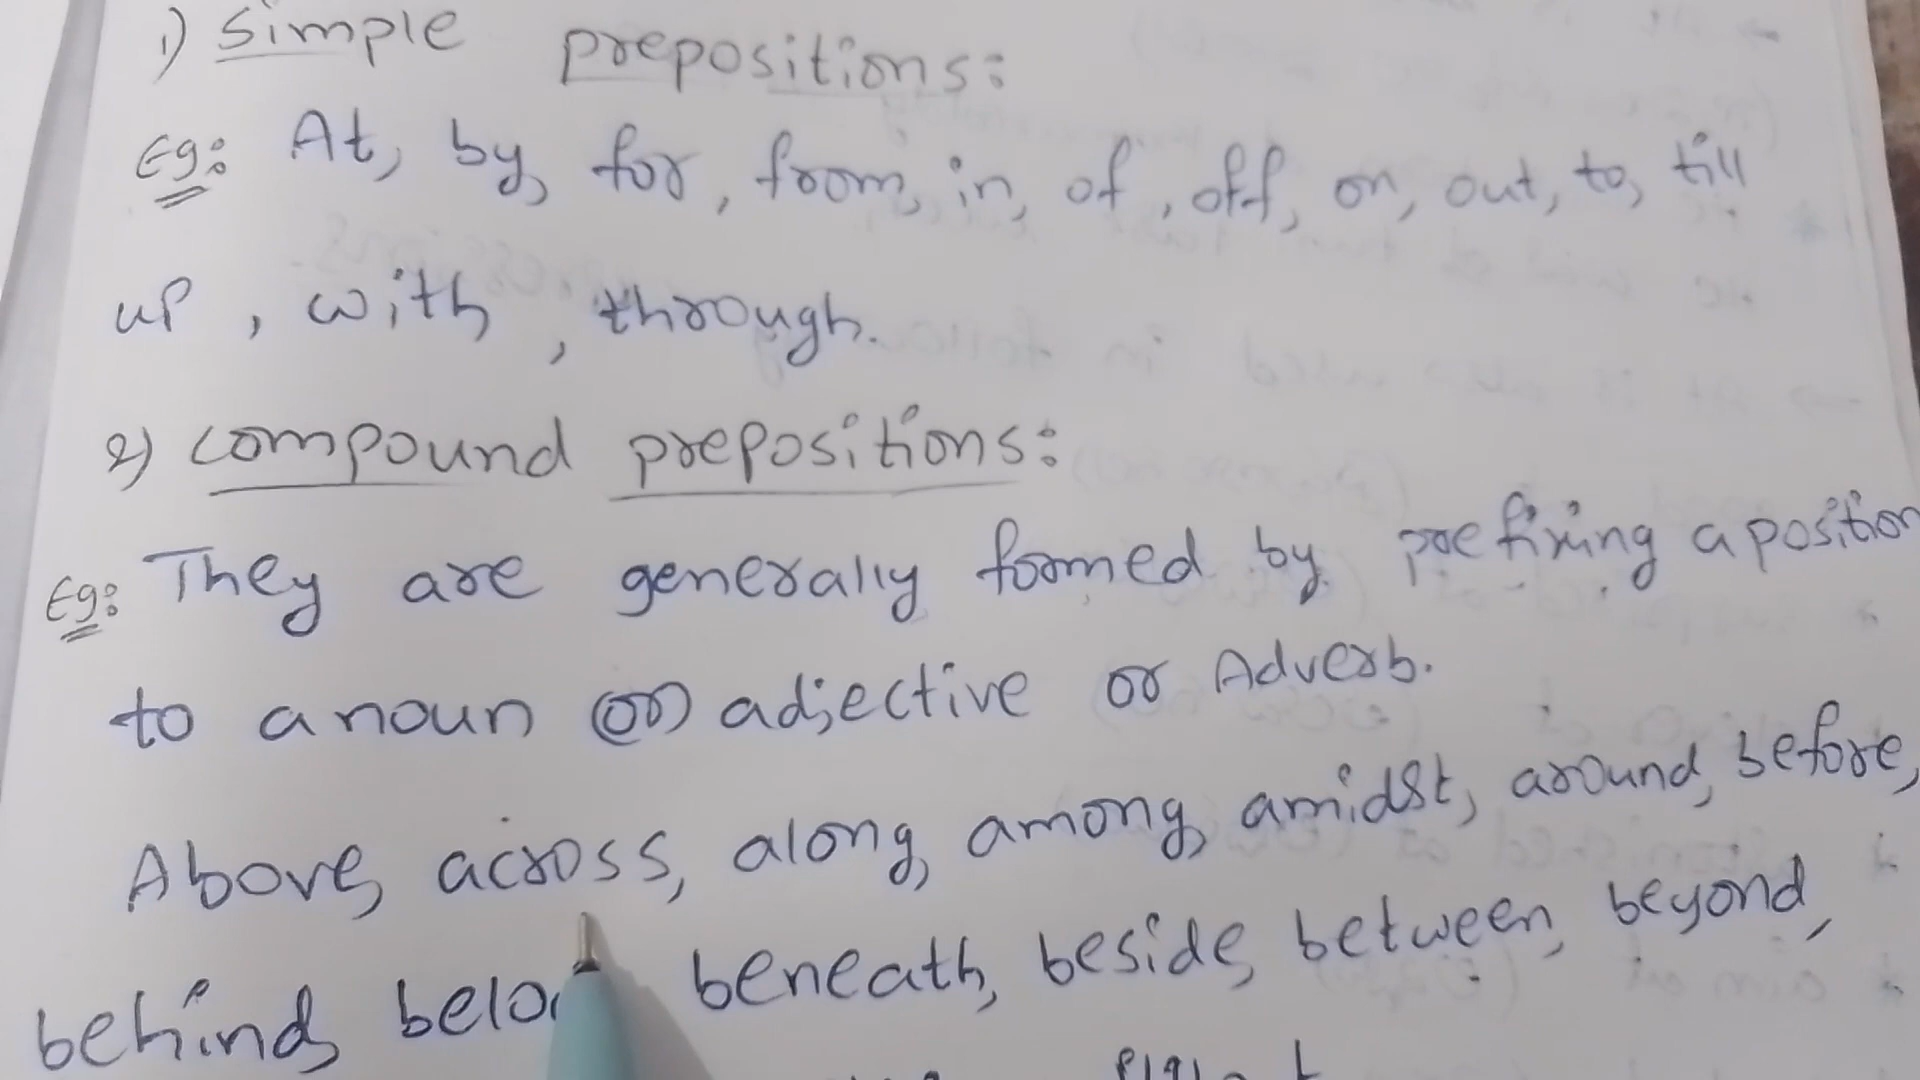 1) Simple prepositions:
Eg: At, by, for, from, in, of, off, on, out, to, till
up, with, through.
2) compound prepositions:
Eg: They are generally formed by prefixing a position
to a noun (or) adjective or Adverb.
Above, across, along, among, amidst, around, before,
behind, beneath, beside, between, beyond,